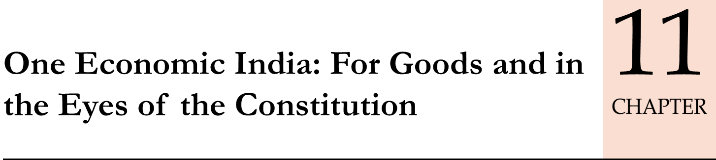 One Economic India: For Goods and in
the Eyes of the Constitution
11
CHAPTER